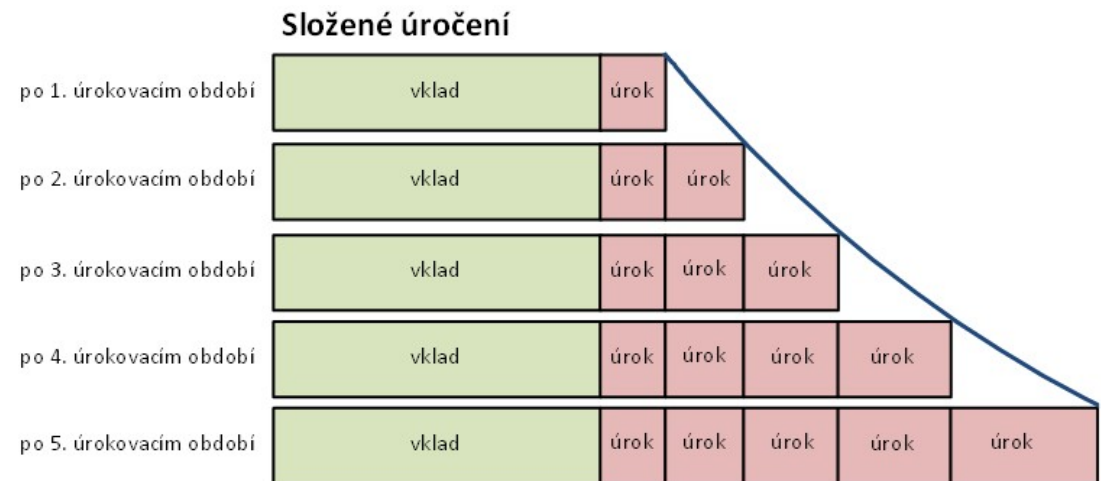 Složené úročení
po 1. úrokovacím období vklad úrok
po 2. úrokovacím období vklad úrok úrok
po 3. úrokovacím období vklad úrok úrok úrok
po 4. úrokovacím období vklad úrok úrok úrok úrok
po 5. úrokovacím období vklad úrok úrok úrok úrok úrok